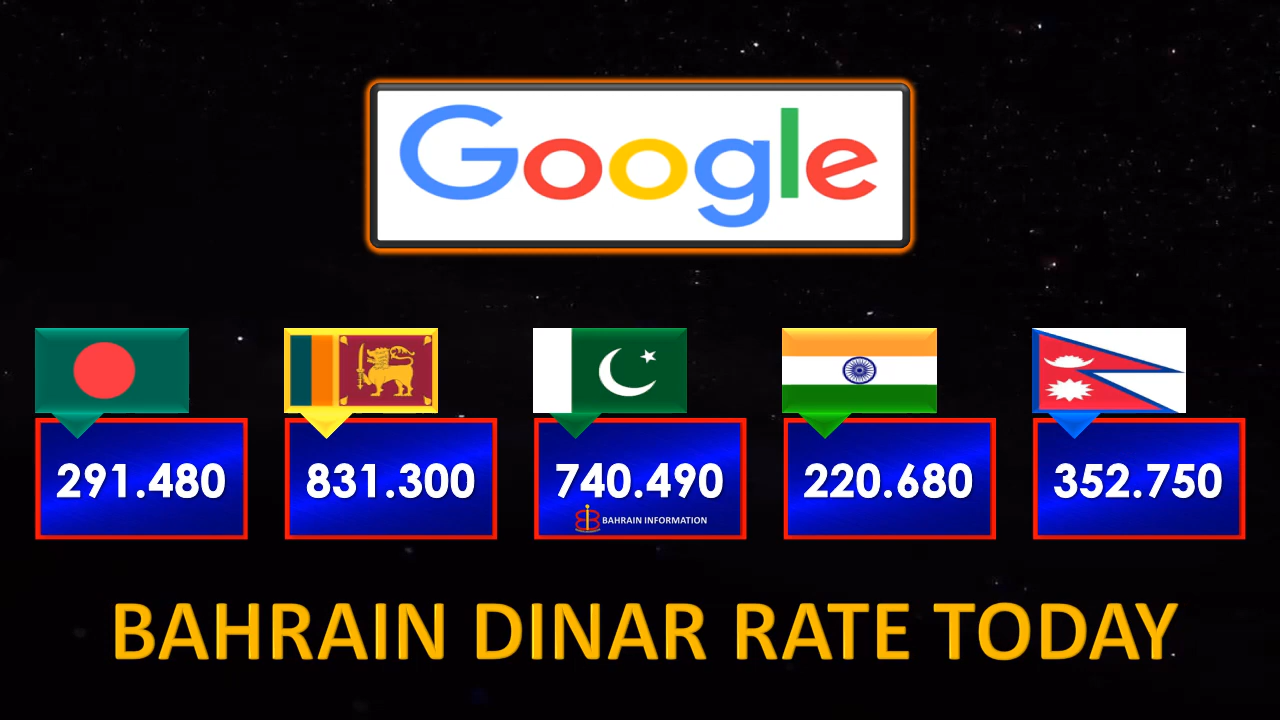 Google
291.480
831.300
740.490
220.680
352.750
BAHRAIN INFORMATION
BAHRAIN DINAR RATE TODAY